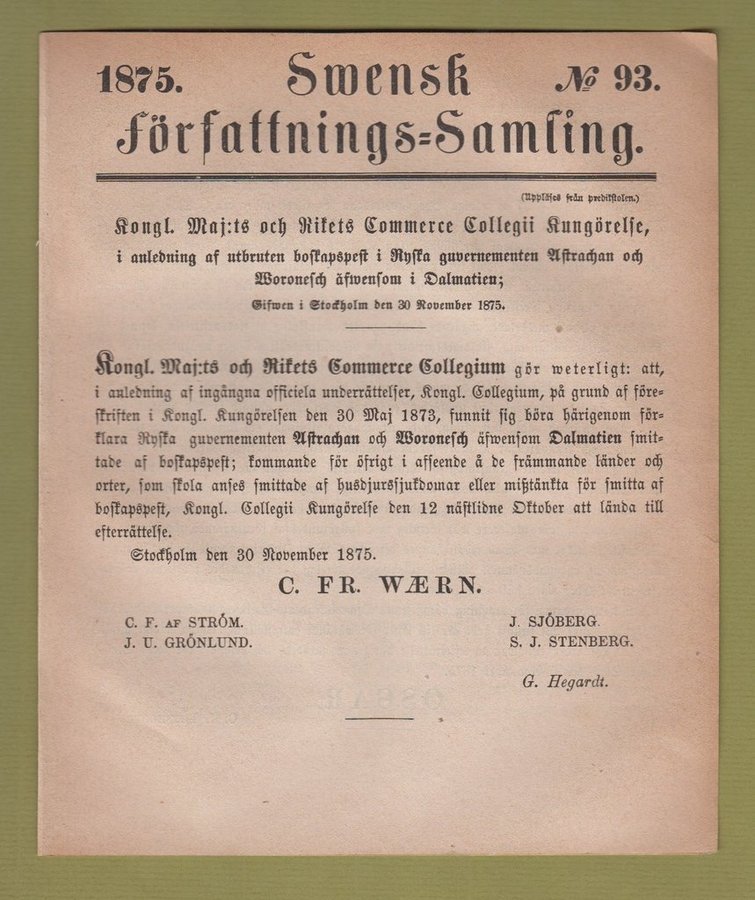 1875. Swensk № 93.
Författnings=Samling.
(Uppläses från predikstolen.)
Kongl. Maj:ts och Rikets Commerce Collegii Kungörelse,
i anledning af utbruten boskapspest i Ryska guvernementen Astrachan och
Woronesch äfwensom i Dalmatien;
Gifwen i Stockholm den 30 November 1875.
Kongl. Maj:ts och Rikets Commerce Collegium gör weterligt: att,
i anledning af ingångna officiela underrättelser, Kongl. Collegium, på grund af före=
skriften i Kongl. Kungörelsen den 30 Maj 1873, funnit sig böra härigenom för=
klara Ryska guvernementen Astrachan och Woronesch äfwensom Dalmatien smit=
tade af boskapspest; kommande för öfrigt i afseende å de främmande länder och
orter, som skola anses smittade af husdjurssjukdomar eller mißtänkta för smitta af
boskapspest, Kongl. Collegii Kungörelse den 12 nästlidne Oktober att lända till
efterrättelse.
Stockholm den 30 November 1875.
C. FR. WÆRN.
C. F. AF STRÓM. J. SJÓBERG.
J. U. GRÓNLUND. S. J. STENBERG.
G. Hegardt.